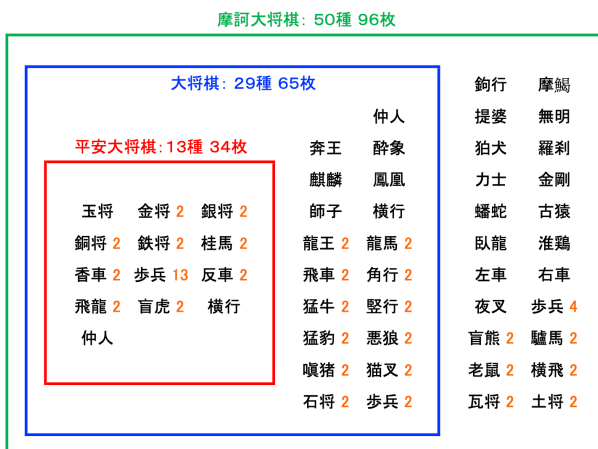 摩訶大将棋: 50種 96枚
大将棋: 29種 65枚
平安大将棋:13種 34枚
玉将 金将 2 銀将 2
銅将 2 鉄将 2 桂馬 2
香車 2 歩兵 13 反車 2
飛龍 2 盲虎 2 横行
仲人
仲人
奔王 酔象
麒麟 鳳凰
師子 横行
龍王 2 龍馬 2
飛車 2 角行 2
猛牛 2 竪行 2
猛豹 2 悪狼 2
嗔猪 2 猫叉 2
石将 2 歩兵 2
鉤行 摩䴥
提婆 無明
狛犬 羅刹
力士 金剛
蟠蛇 古猿
臥龍 淮鶏
左車 右車
夜叉 歩兵 4
盲熊 2 驢馬 2
老鼠 2 横飛 2
瓦将 2 土将 2